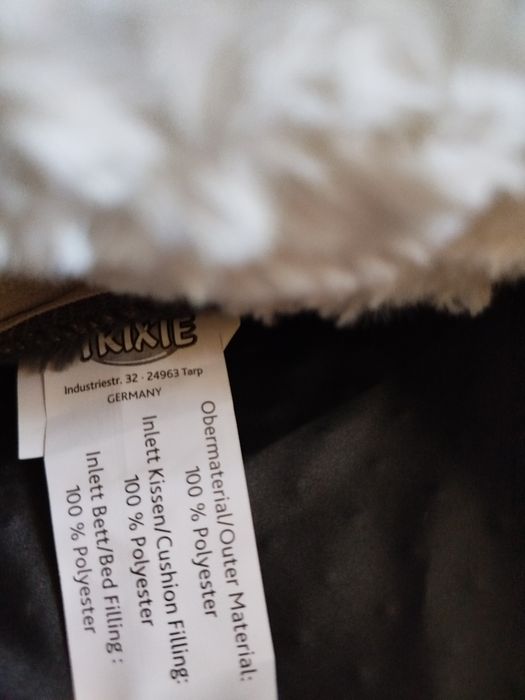 TRIXIE
Industriestr. 32 · 24963 Tarp
GERMANY
Obermaterial/Outer Material:
100 % Polyester
Inlett Kissen/Cushion Filling:
100 % Polyester
Inlett Bett/Bed Filling :
100 % Polyester